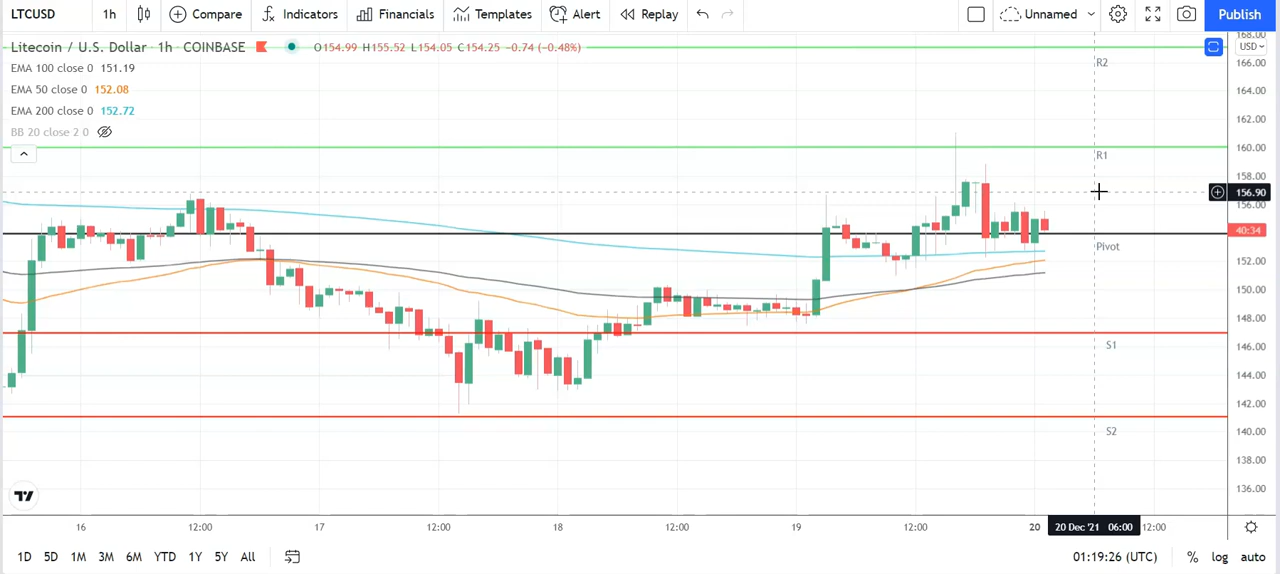 LTCUSD 1h Compare Indicators Financials Templates Alert Replay Unnamed Publish
Litecoin / U.S. Dollar · 1h · COINBASE O154.99 H155.52 L154.05 C154.25 −0.74 (−0.48%)
EMA 100 close 0 151.19
EMA 50 close 0 152.08
EMA 200 close 0 152.72
BB 20 close 2 0
R2
R1
Pivot
S1
S2
168.00
USD
166.00
164.00
162.00
160.00
158.00
156.90
156.00
40:34
152.00
150.00
148.00
146.00
144.00
142.00
140.00
138.00
136.00
16 12:00 17 12:00 18 12:00 19 12:00 20 20 Dec '21 06:00 12:00
1D 5D 1M 3M 6M YTD 1Y 5Y All 01:19:26 (UTC) % log auto